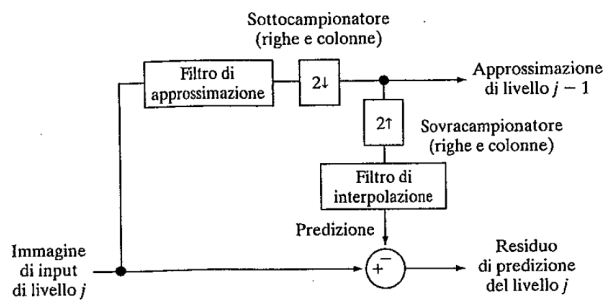 Sottocampionatore
(righe e colonne)
Filtro di
approssimazione
2↓
Approssimazione
di livello j − 1
2↑
Sovracampionatore
(righe e colonne)
Filtro di
interpolazione
Predizione
Immagine
di input
di livello j
+
−
Residuo
di predizione
del livello j